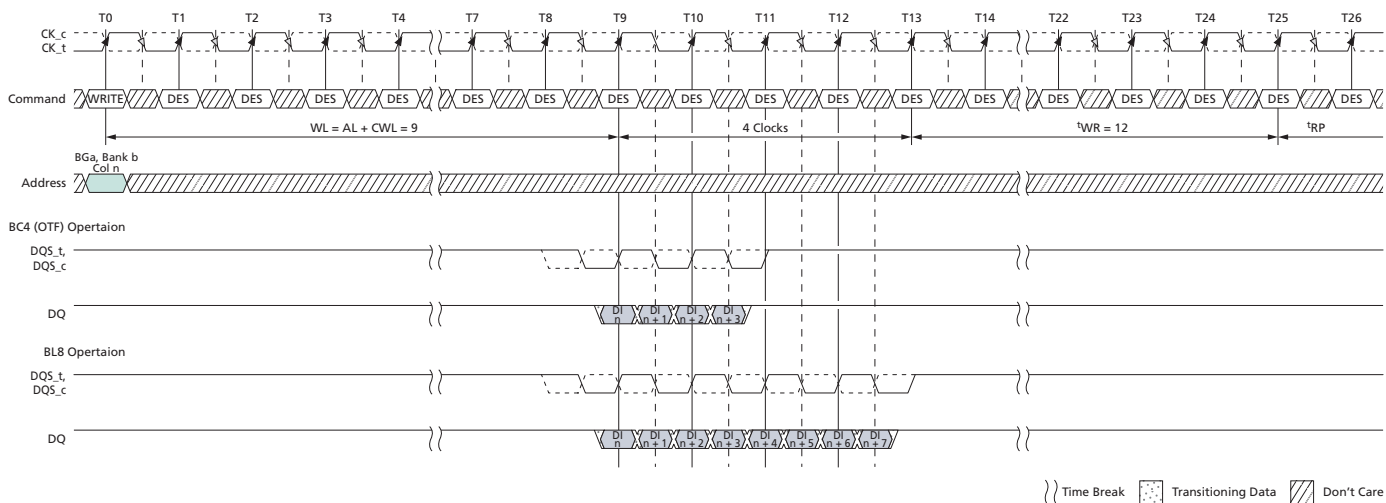 T0 T1 T2 T3 T4 T7 T8 T9 T10 T11 T12 T13 T14 T22 T23 T24 T25 T26
CK_c
CK_t
Command WRITE DES DES DES DES DES DES DES DES DES DES DES DES DES DES DES DES DES
WL = AL + CWL = 9 4 Clocks tWR = 12 tRP
BGa, Bank b
Col n
Address
BC4 (OTF) Opertaion
DQS_t,
DQS_c
DQ DI n DI n + 1 DI n + 2 DI n + 3
BL8 Opertaion
DQS_t,
DQS_c
DQ DI n DI n + 1 DI n + 2 DI n + 3 DI n + 4 DI n + 5 DI n + 6 DI n + 7
Time Break Transitioning Data Don't Care